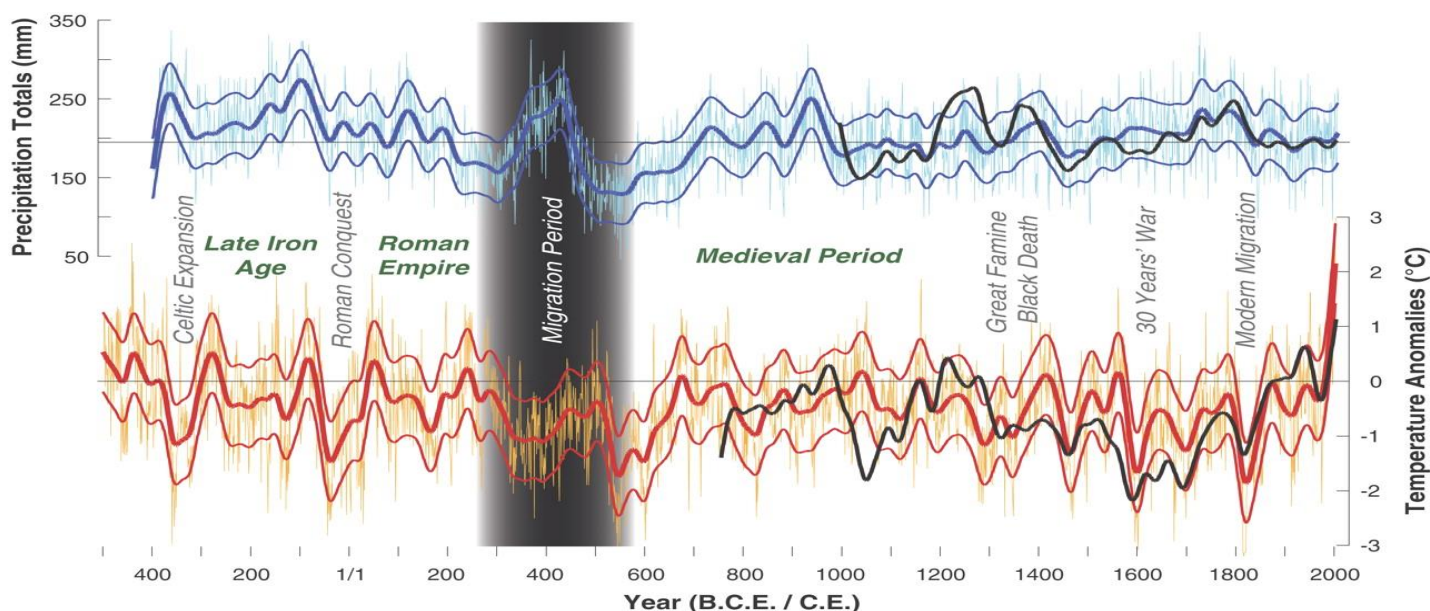 Precipitation Totals (mm)
350
250
150
50
Celtic Expansion
Late Iron
Age
Roman Conquest
Roman
Empire
Migration Period
Medieval Period
Great Famine
Black Death
30 Years' War
Modern Migration
3
2
1
0
-1
-2
-3
Temperature Anomalies (°C)
400
200
1/1
200
400
600
800
1000
1200
1400
1600
1800
2000
Year (B.C.E. / C.E.)